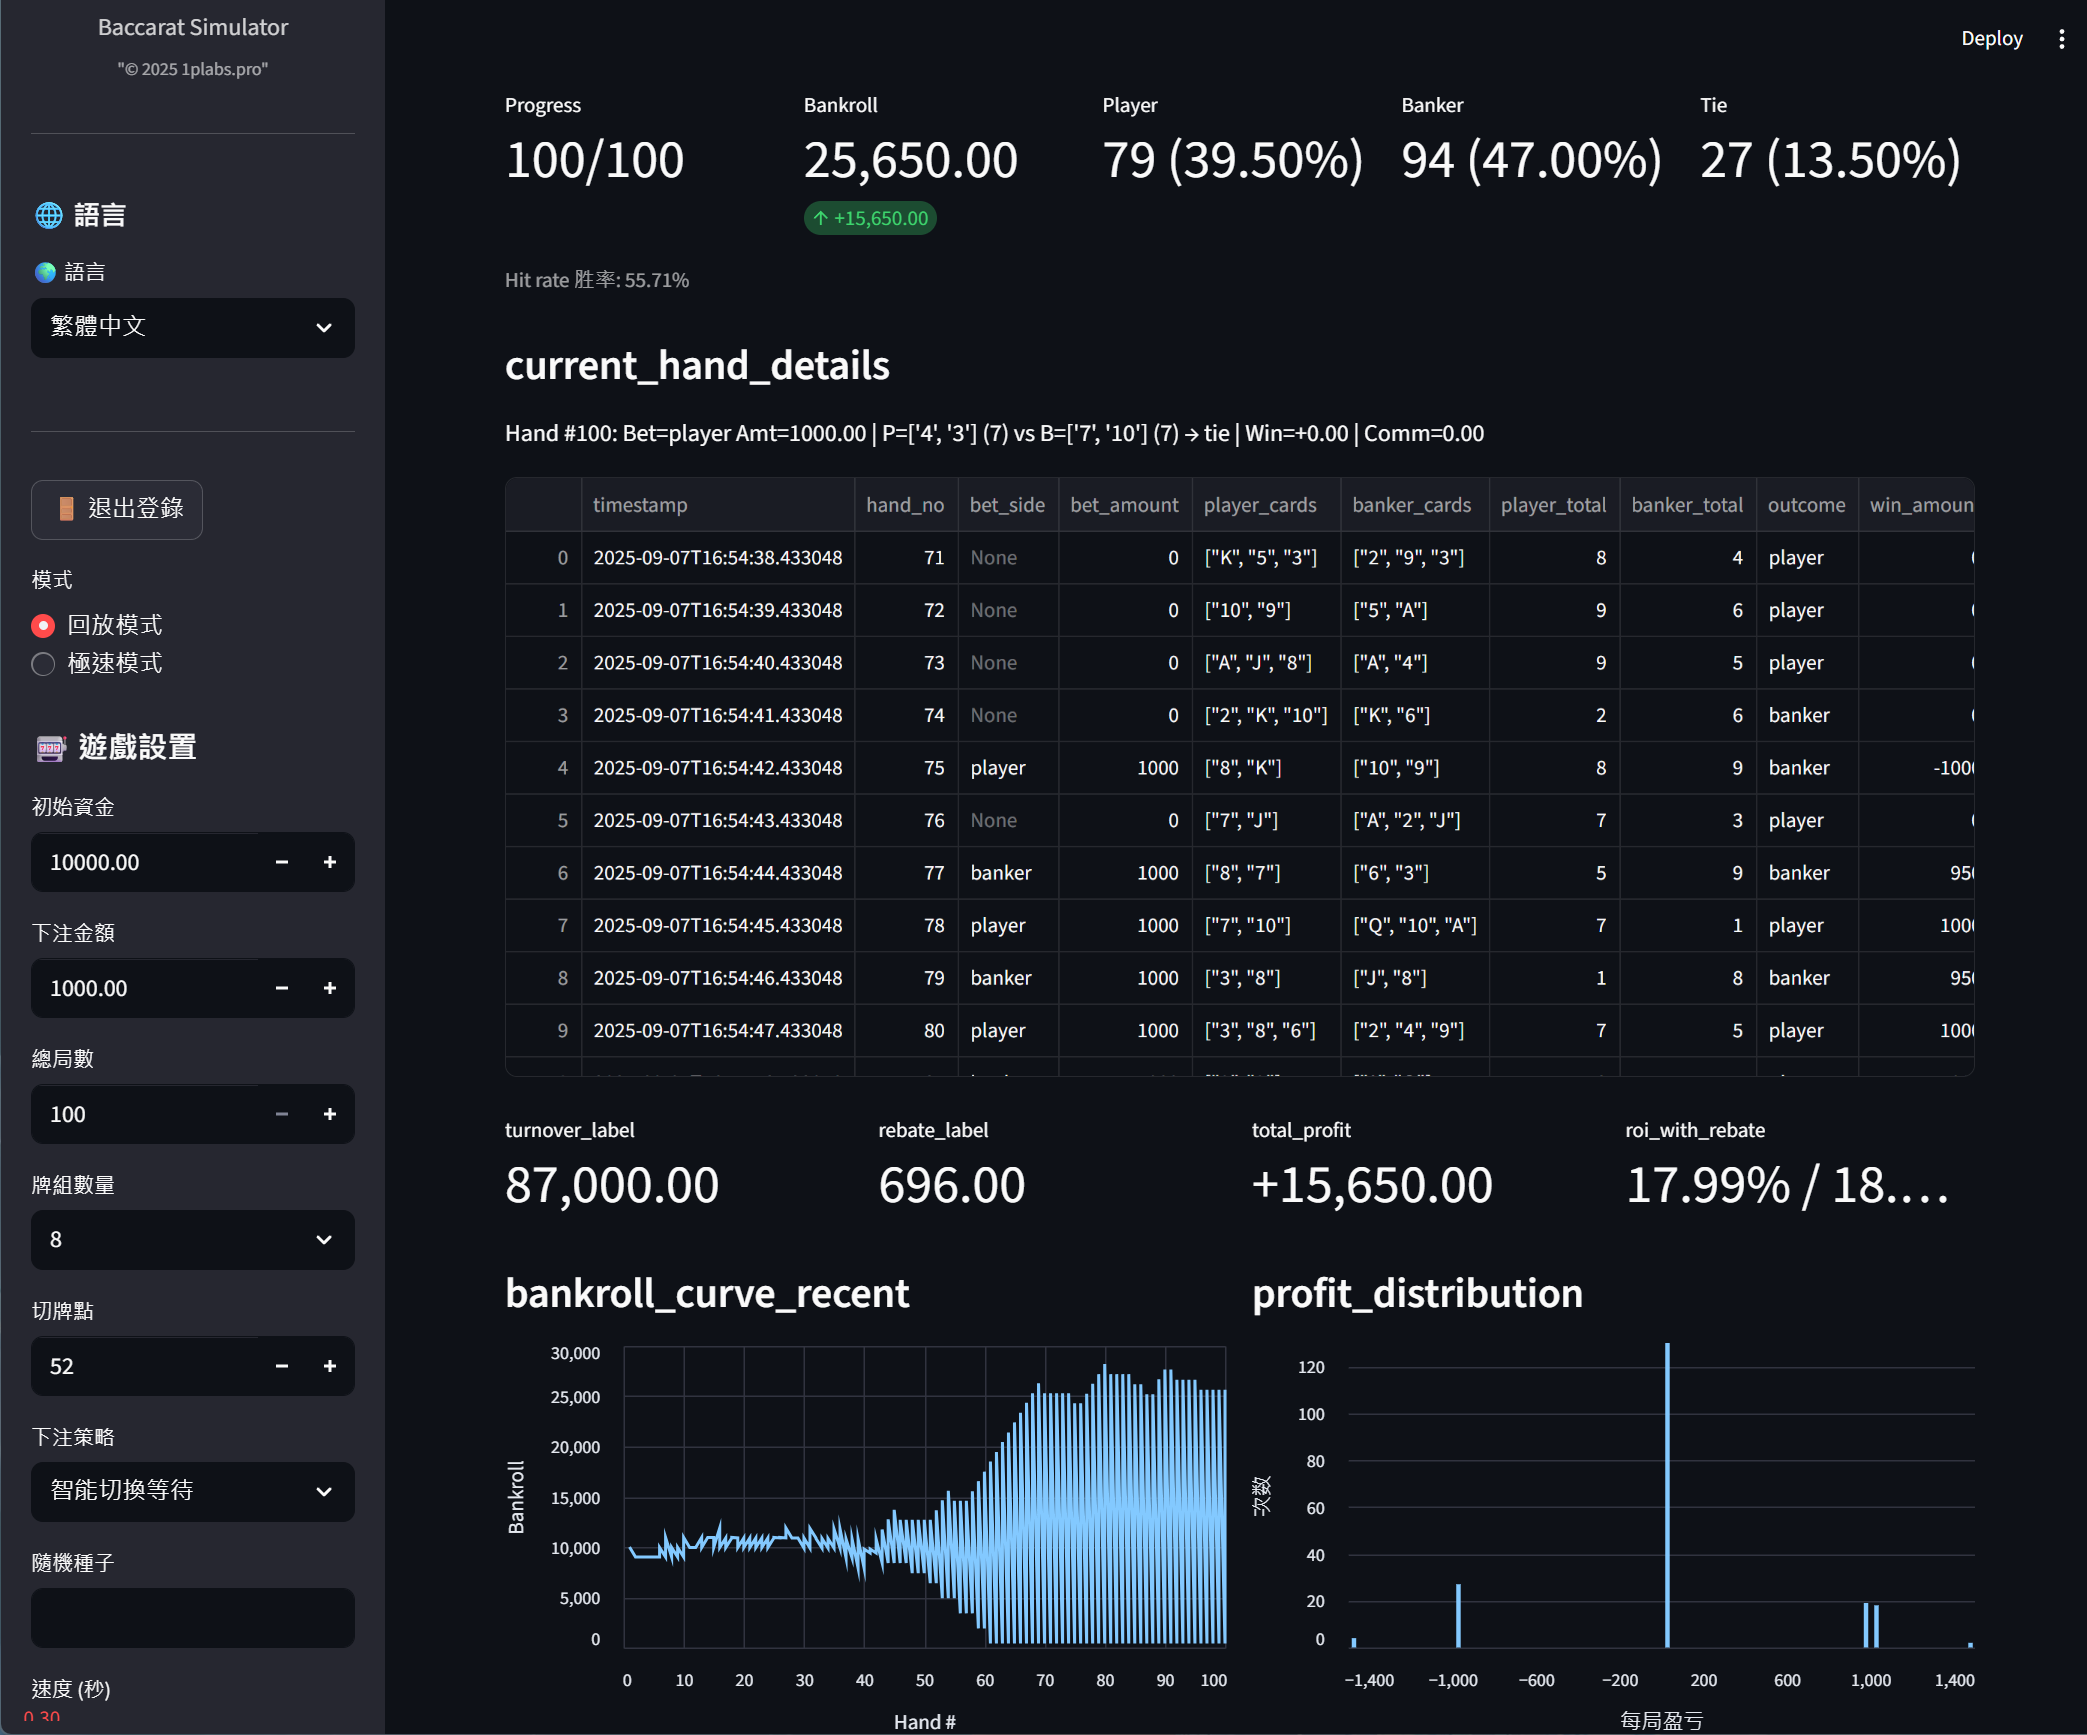 Baccarat Simulator
"© 2025 1plabs.pro"
語言
語言
繁體中文
退出登錄
模式
回放模式
極速模式
遊戲設置
初始資金
10000.00
下注金額
1000.00
總局數
100
牌組數量
8
切牌點
52
下注策略
智能切換等待
隨機種子
速度 (秒)
0.30
Deploy
Progress Bankroll Player Banker Tie
100/100 25,650.00 79 (39.50%) 94 (47.00%) 27 (13.50%)
↑ +15,650.00
Hit rate 胜率: 55.71%
current_hand_details
Hand #100: Bet=player Amt=1000.00 | P=['4', '3'] (7) vs B=['7', '10'] (7) → tie | Win=+0.00 | Comm=0.00
timestamp hand_no bet_side bet_amount player_cards banker_cards player_total banker_total outcome win_amoun
0 2025-09-07T16:54:38.433048 71 None 0 ["K", "5", "3"] ["2", "9", "3"] 8 4 player
1 2025-09-07T16:54:39.433048 72 None 0 ["10", "9"] ["5", "A"] 9 6 player
2 2025-09-07T16:54:40.433048 73 None 0 ["A", "J", "8"] ["A", "4"] 9 5 player
3 2025-09-07T16:54:41.433048 74 None 0 ["2", "K", "10"] ["K", "6"] 2 6 banker
4 2025-09-07T16:54:42.433048 75 player 1000 ["8", "K"] ["10", "9"] 8 9 banker -1000
5 2025-09-07T16:54:43.433048 76 None 0 ["7", "J"] ["A", "2", "J"] 7 3 player
6 2025-09-07T16:54:44.433048 77 banker 1000 ["8", "7"] ["6", "3"] 5 9 banker 950
7 2025-09-07T16:54:45.433048 78 player 1000 ["7", "10"] ["Q", "10", "A"] 7 1 player 1000
8 2025-09-07T16:54:46.433048 79 banker 1000 ["3", "8"] ["J", "8"] 1 8 banker 950
9 2025-09-07T16:54:47.433048 80 player 1000 ["3", "8", "6"] ["2", "4", "9"] 7 5 player 1000
turnover_label rebate_label total_profit roi_with_rebate
87,000.00 696.00 +15,650.00 17.99% / 18.…
bankroll_curve_recent
30,000
25,000
20,000
15,000
10,000
5,000
0
Bankroll
0 10 20 30 40 50 60 70 80 90 100
Hand #
profit_distribution
120
100
80
60
40
20
0
次数
−1,400 −1,000 −600 −200 200 600 1,000 1,400
每局盈亏